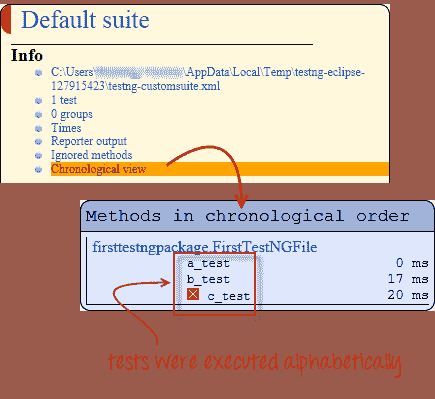 Default suite
Info
C:\Users \AppData\Local\Temp\testng-eclipse-
127915423\testng-customsuite.xml
1 test
0 groups
Times
Reporter output
Ignored methods
Chronological view
Methods in chronological order
firsttestngpackage.FirstTestNGFile
a_test 0 ms
b_test 17 ms
c_test 20 ms
tests were executed alphabetically